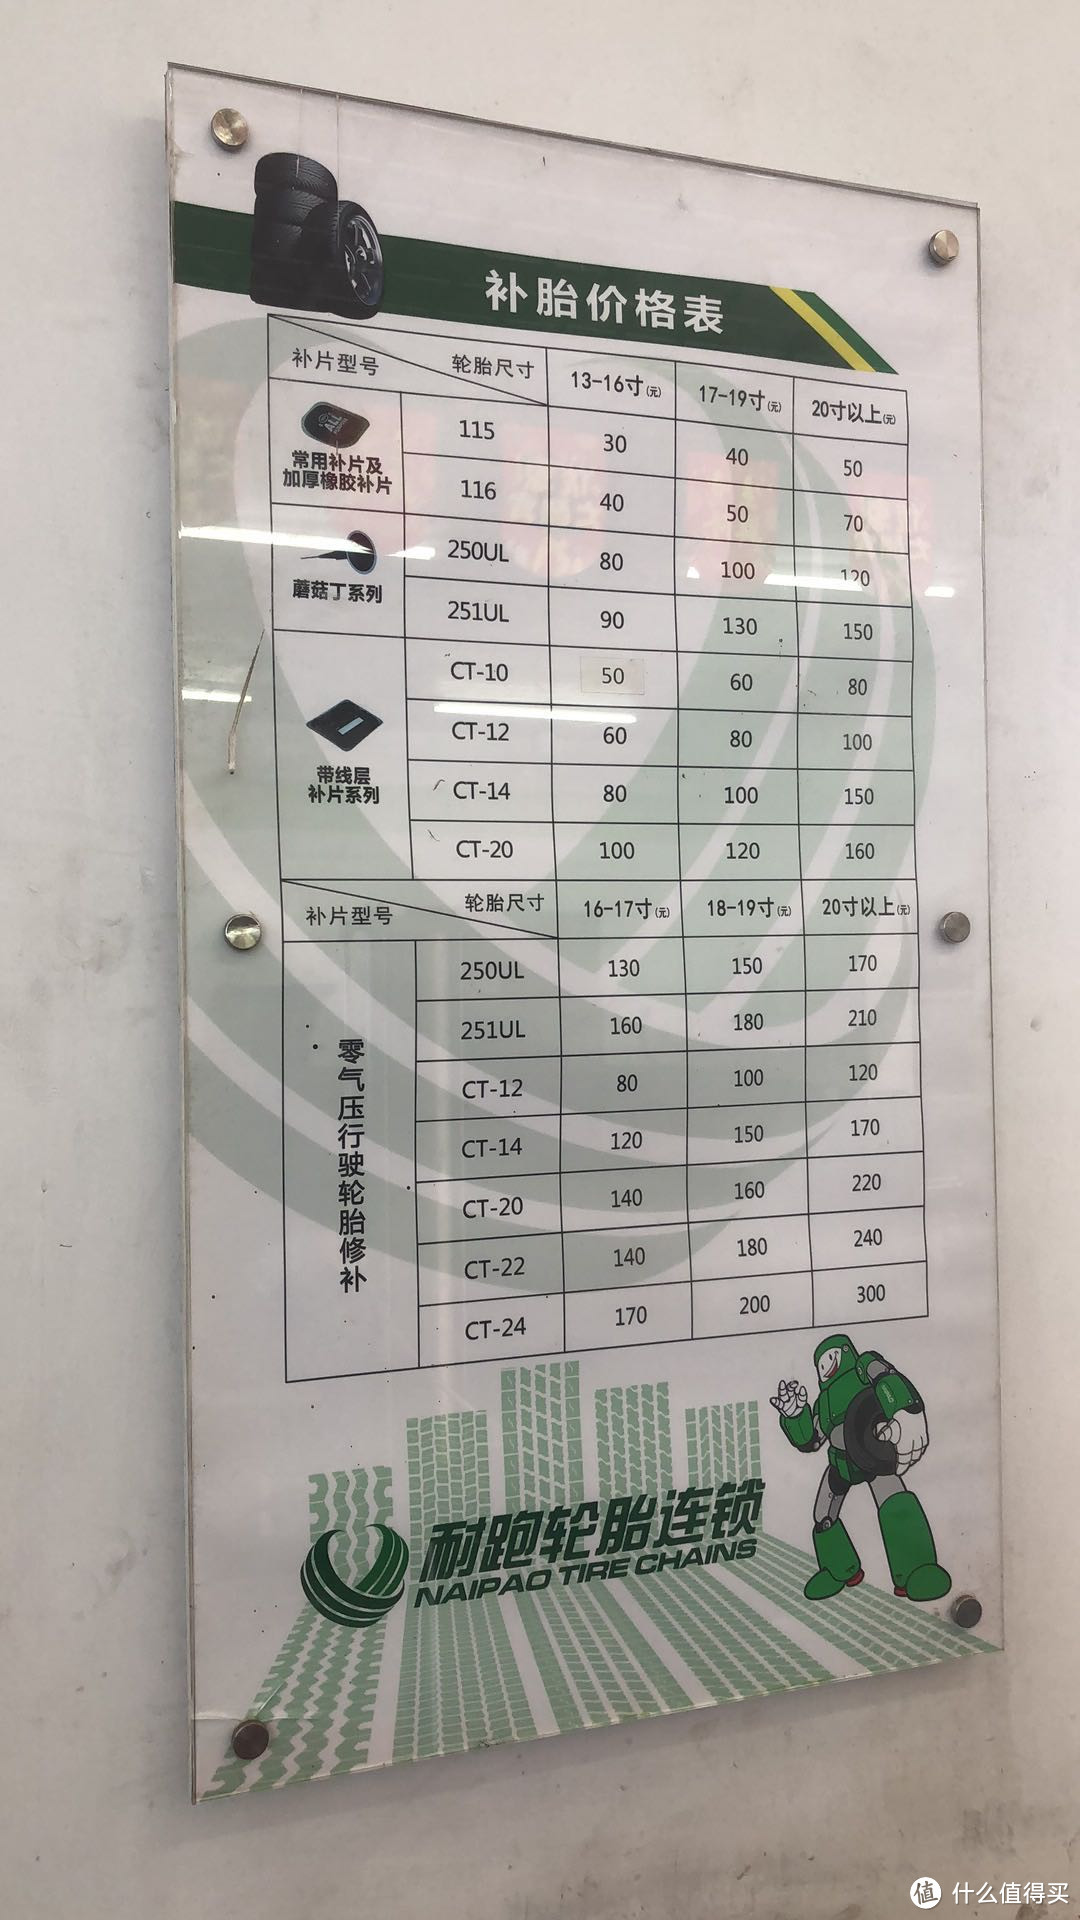 补胎价格表
补片型号 轮胎尺寸 13-16寸(元) 17-19寸(元) 20寸以上(元)
常用补片及
加厚橡胶补片
115 30 40 50
116 40 50 70
蘑菇丁系列
250UL 80 100 120
251UL 90 130 150
带线层
补片系列
CT-10 50 60 80
CT-12 60 80 100
CT-14 80 100 150
CT-20 100 120 160
补片型号 轮胎尺寸 16-17寸(元) 18-19寸(元) 20寸以上(元)
零气压行驶轮胎修补
250UL 130 150 170
251UL 160 180 210
CT-12 80 100 120
CT-14 120 150 170
CT-20 140 160 220
CT-22 140 180 240
CT-24 170 200 300
耐跑轮胎连锁
NAIPAO TIRE CHAINS
值 什么值得买